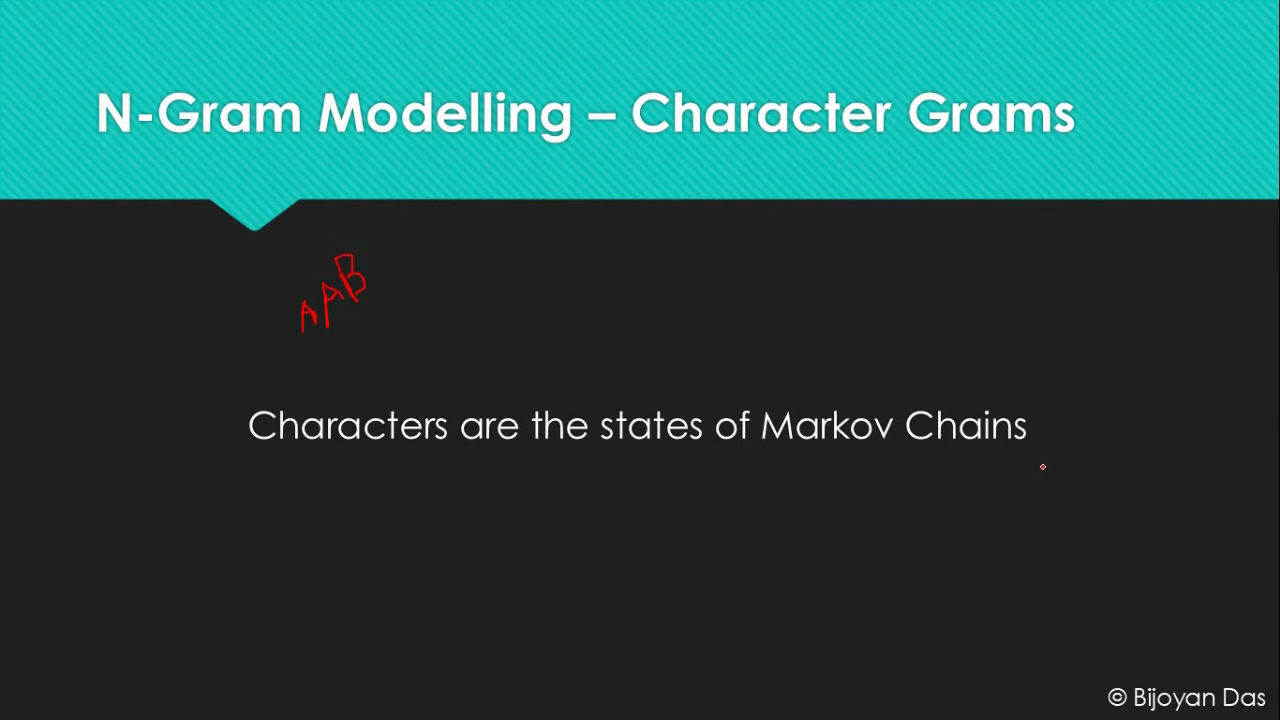 N-Gram Modelling – Character Grams
AAB
Characters are the states of Markov Chains
© Bijoyan Das